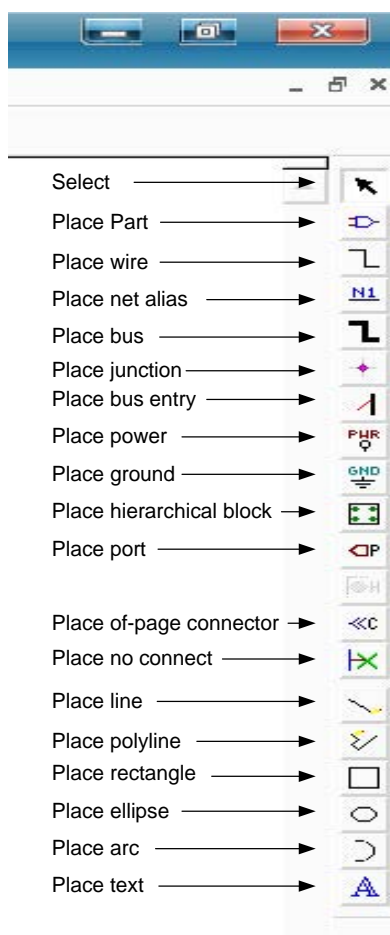 Select
Place Part
Place wire
Place net alias N1
Place bus
Place junction
Place bus entry
Place power PWR
Place ground GND
Place hierarchical block
Place port P
H
Place of-page connector C
Place no connect
Place line
Place polyline
Place rectangle
Place ellipse
Place arc
Place text A